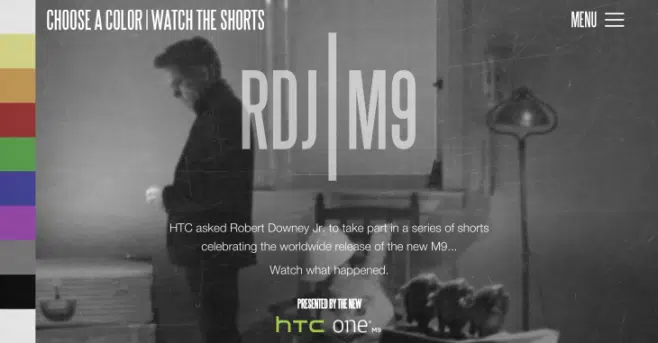 CHOOSE A COLOR | WATCH THE SHORTS
MENU
RDJ|M9
HTC asked Robert Downey Jr. to take part in a series of shorts
celebrating the worldwide release of the new M9...
Watch what happened.
PRESENTED BY THE NEW
hTC one M9